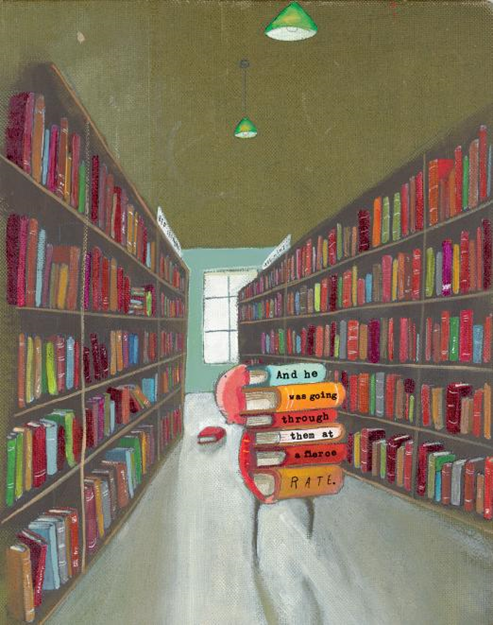 And he
was going
through
them at
a fierce
RATE.